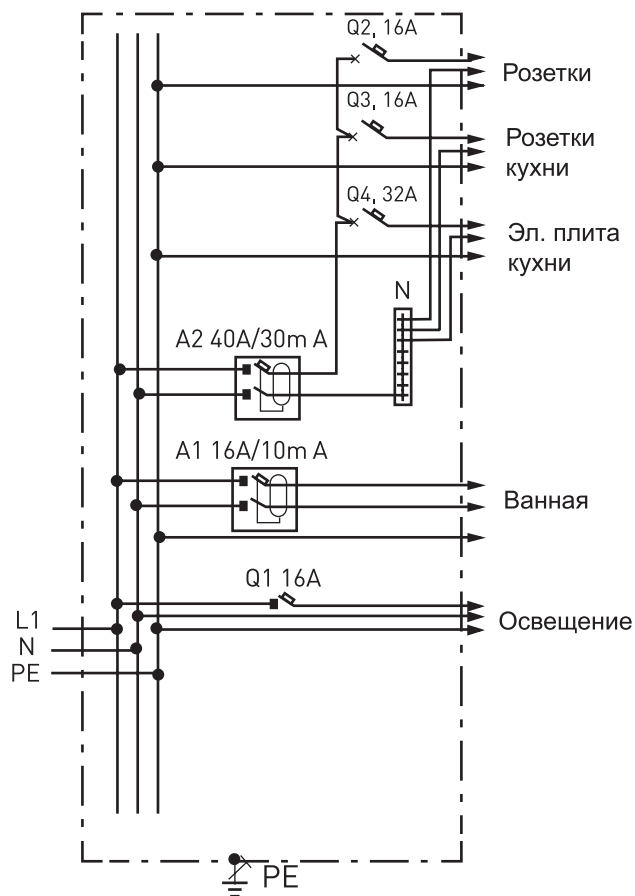 Q2, 16A
Розетки
Q3, 16A
Розетки
кухни
Q4, 32A
Эл. плита
кухни
N
A2 40A/30m A
A1 16A/10m A
Ванная
Q1 16A
L1
Освещение
N
PE
PE